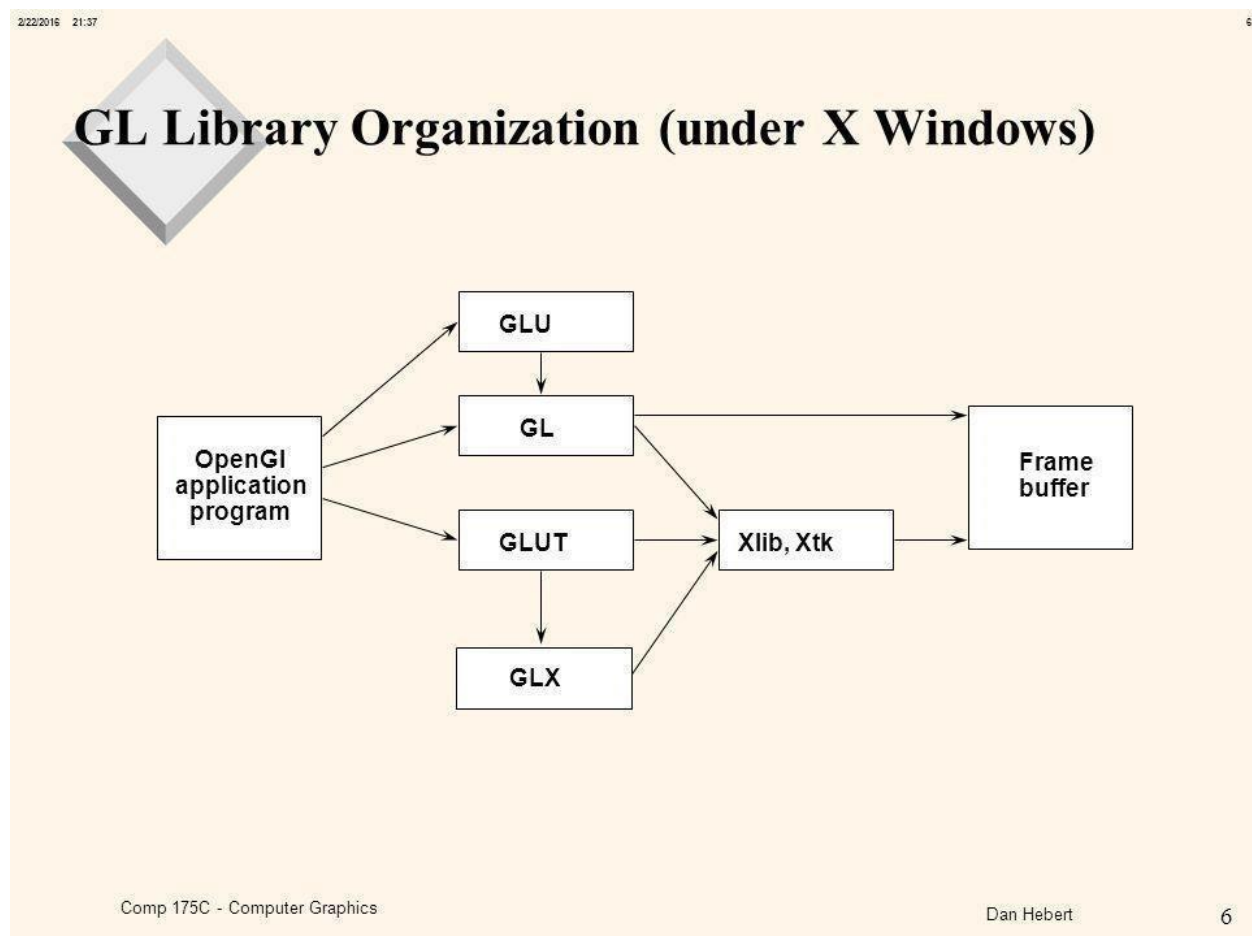 2/22/2016 21:37
6
GL Library Organization (under X Windows)
GLU
GL
OpenGl
application
program
Frame
buffer
GLUT
Xlib, Xtk
GLX
Comp 175C - Computer Graphics
Dan Hebert
6